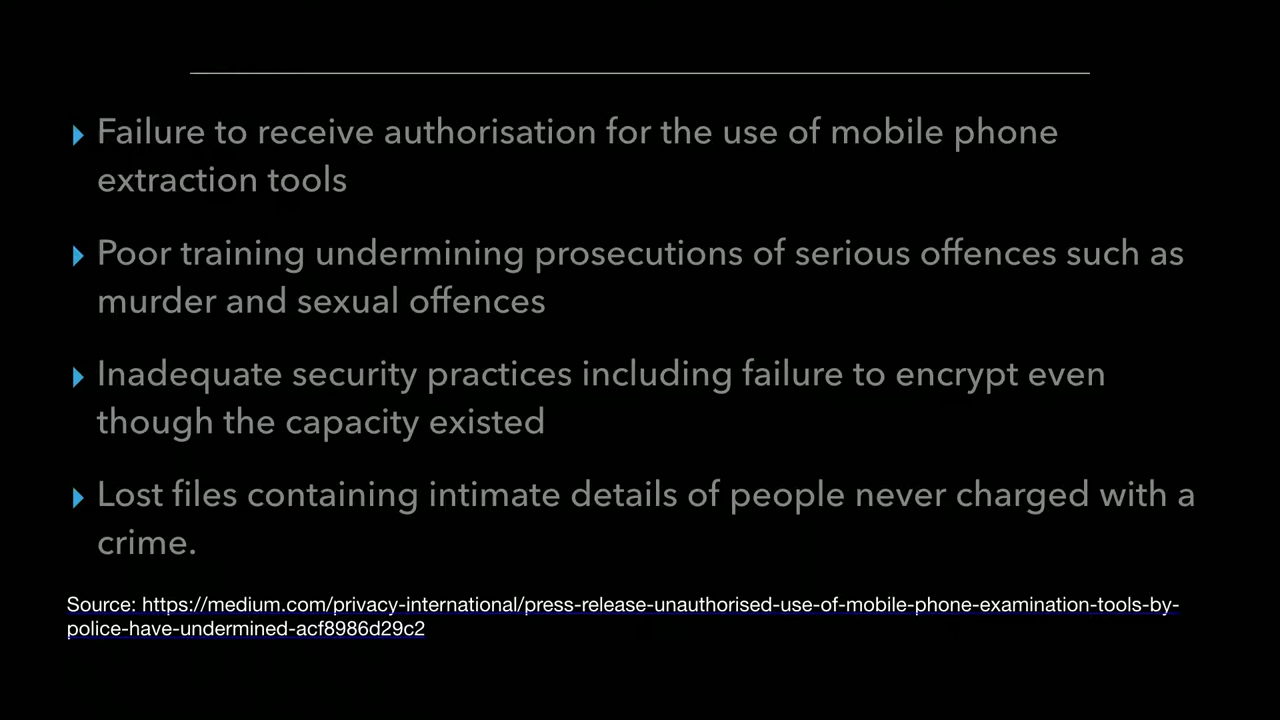 Failure to receive authorisation for the use of mobile phone
extraction tools
Poor training undermining prosecutions of serious offences such as
murder and sexual offences
Inadequate security practices including failure to encrypt even
though the capacity existed
Lost files containing intimate details of people never charged with a
crime.
Source: https://medium.com/privacy-international/press-release-unauthorised-use-of-mobile-phone-examination-tools-by-
police-have-undermined-acf8986d29c2